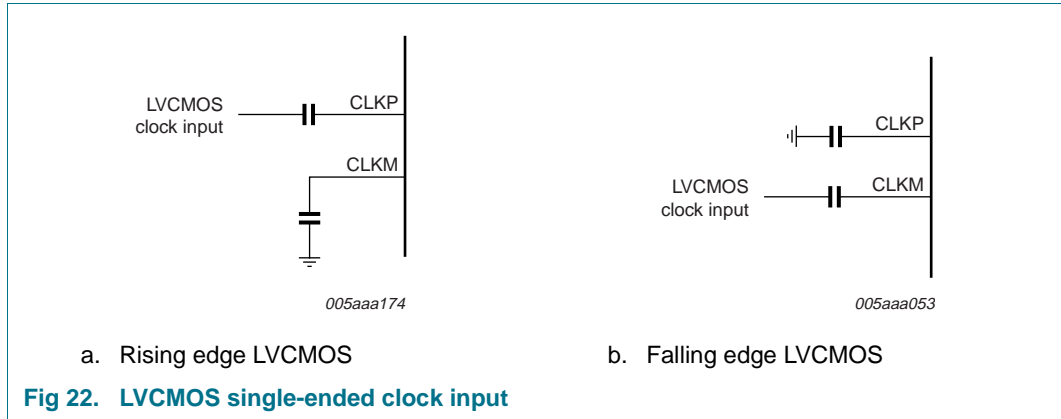 LVCMOS
clock input
CLKP
CLKM
005aaa174
a. Rising edge LVCMOS
CLKP
LVCMOS
clock input
CLKM
005aaa053
b. Falling edge LVCMOS
Fig 22. LVCMOS single-ended clock input